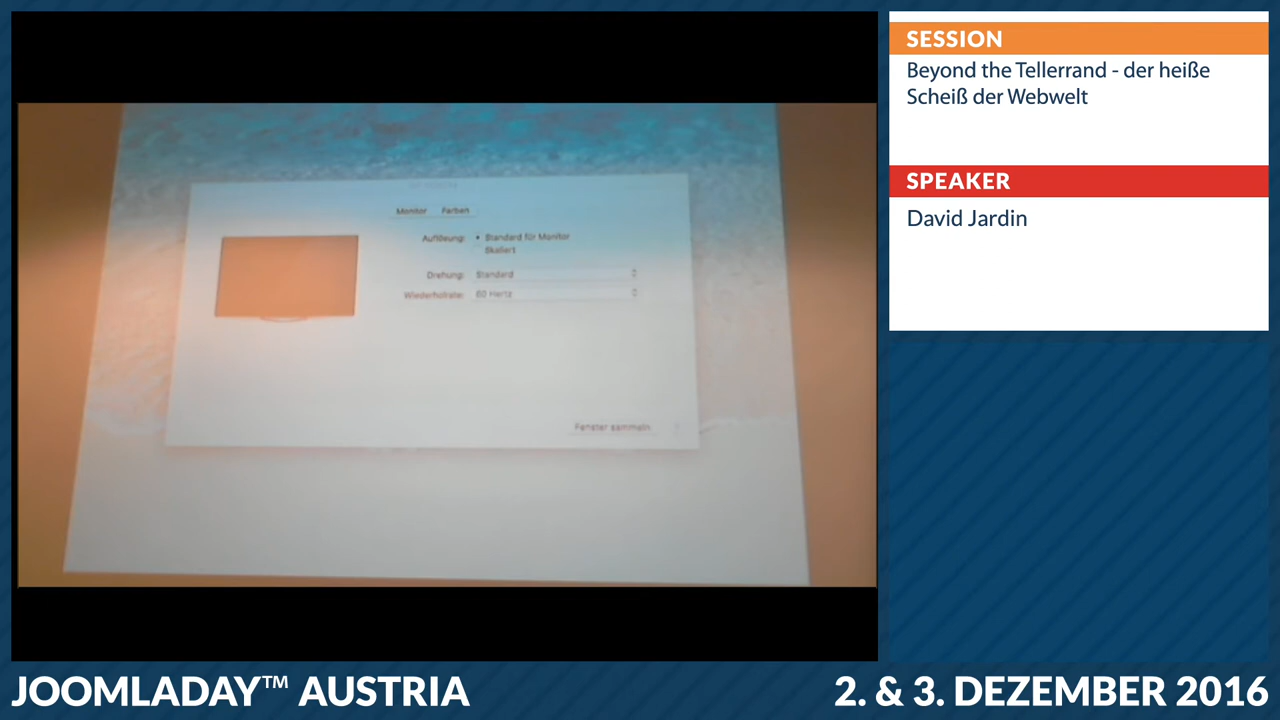 SESSION
Beyond the Tellerrand - der heiße
Scheiß der Webwelt
SPEAKER
David Jardin
Monitor Farben
Auflösung: Standard für Monitor
Skaliert
Drehung: Standard
Wiederholrate: 60 Hertz
Fenster sammeln
JOOMLADAY™ AUSTRIA
2. & 3. DEZEMBER 2016